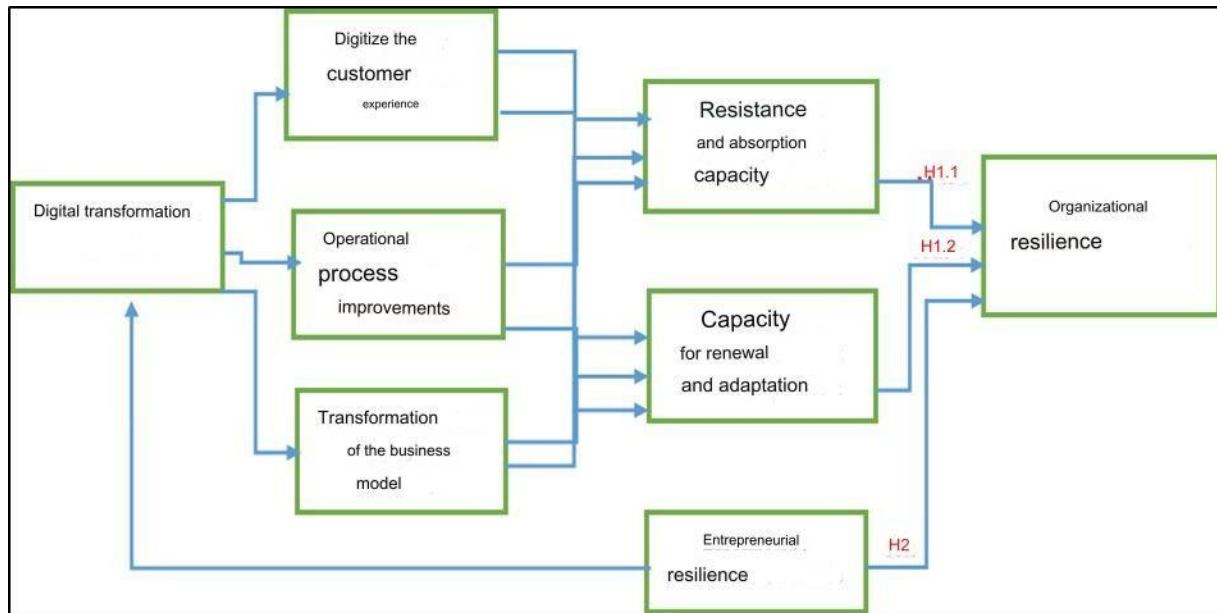 Digitize the
customer
experience
Resistance
and absorption
capacity
H1.1
Digital transformation
Organizational
resilience
Operational
process
improvements
H1.2
Capacity
for renewal
and adaptation
Transformation
of the business
model
Entrepreneurial
resilience
H2